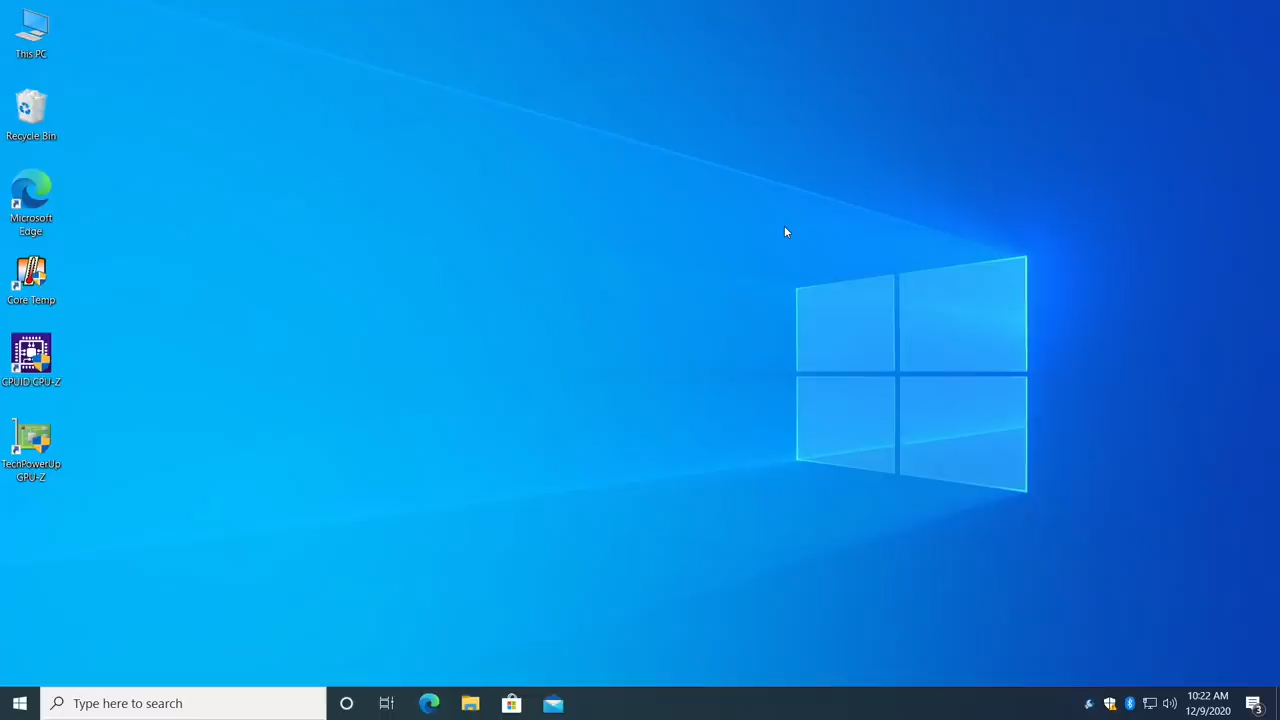 This PC
Recycle Bin
Microsoft
Edge
Core Temp
CPUID CPU-Z
TechPowerUp
GPU-Z
Type here to search
10:22 AM
12/9/2020
3